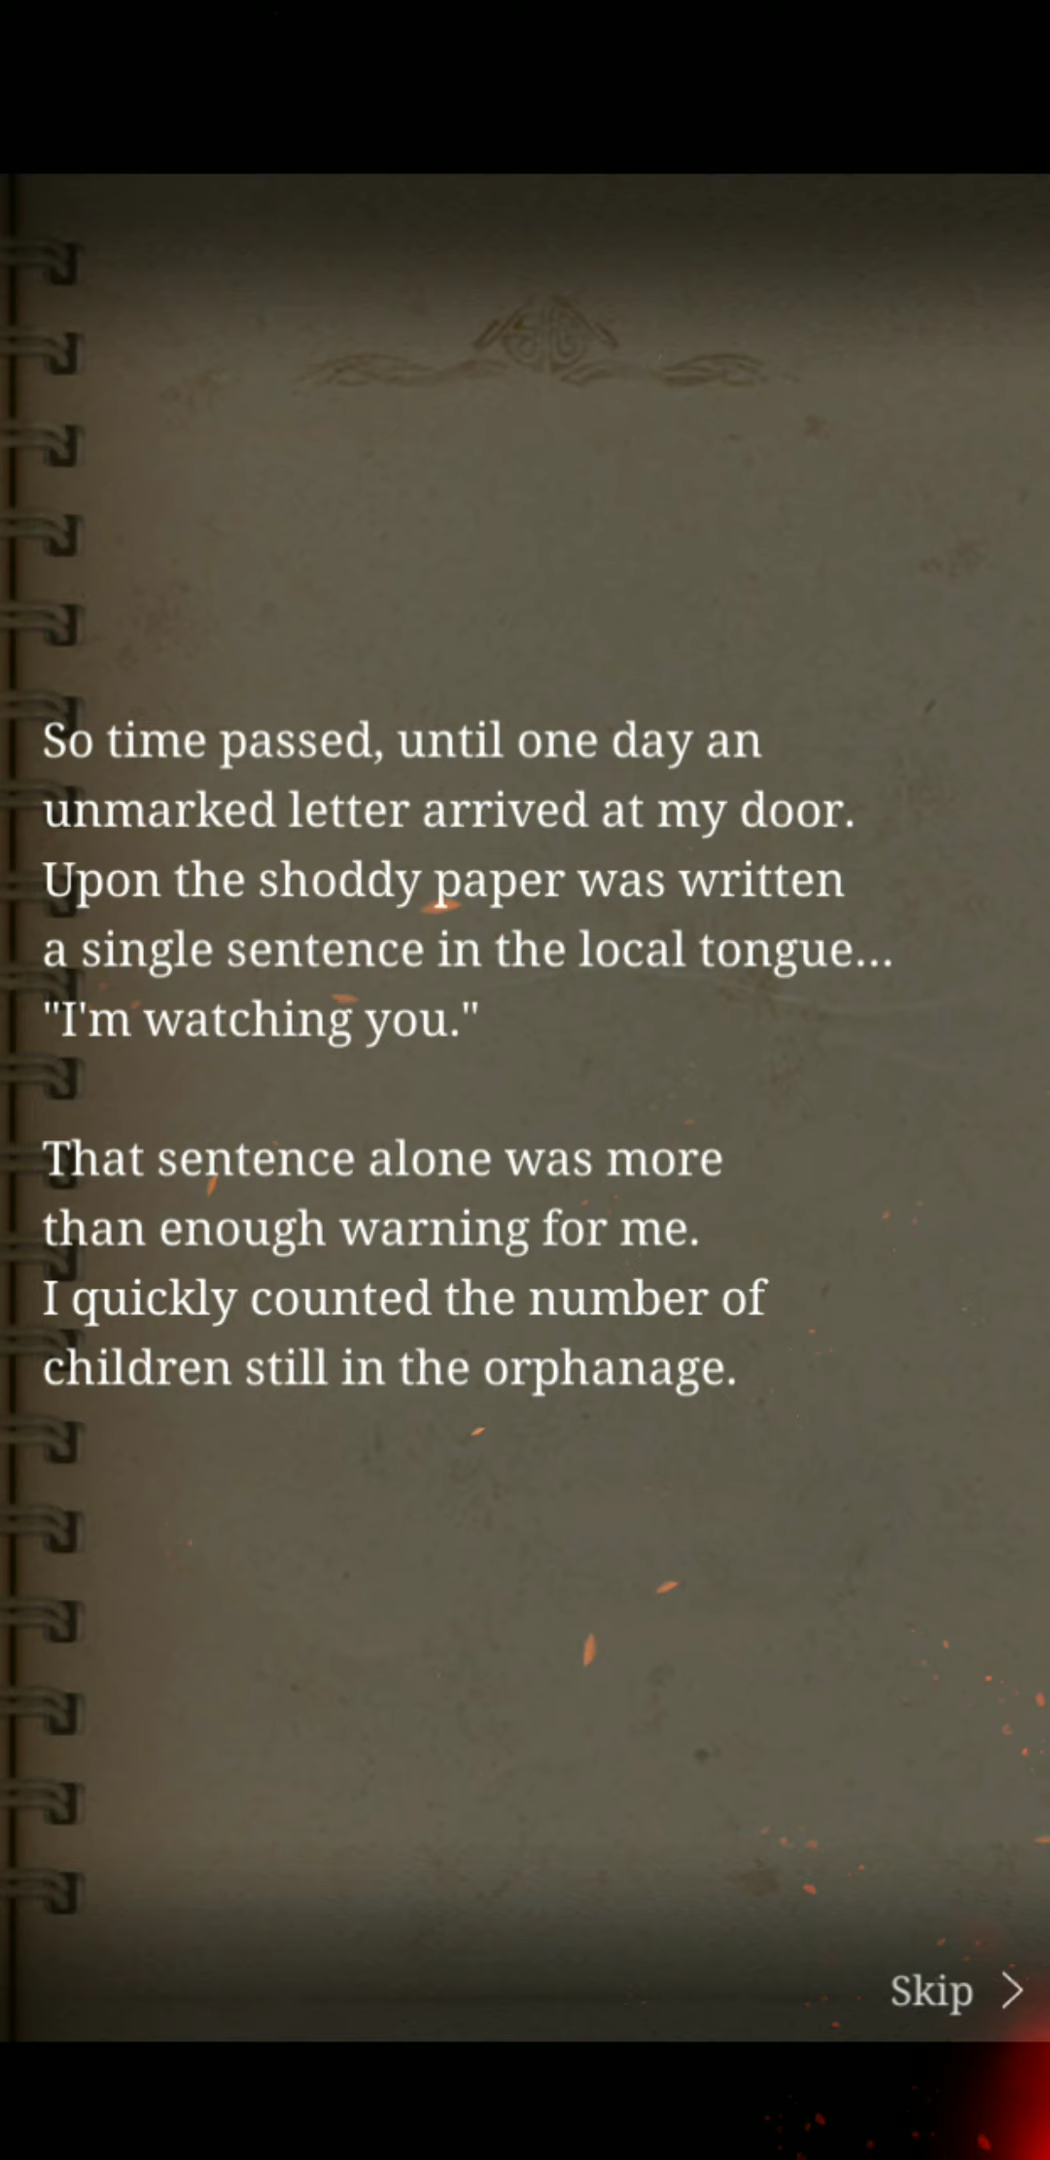 So time passed, until one day an
unmarked letter arrived at my door.
Upon the shoddy paper was written
a single sentence in the local tongue...
"I'm watching you."
That sentence alone was more
than enough warning for me.
I quickly counted the number of
children still in the orphanage.
Skip >